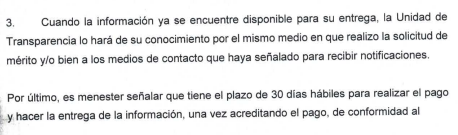 3. Cuando la información ya se encuentre disponible para su entrega, la Unidad de
Transparencia lo hará de su conocimiento por el mismo medio en que realizo la solicitud de
mérito y/o bien a los medios de contacto que haya señalado para recibir notificaciones.
Por último, es menester señalar que tiene el plazo de 30 días hábiles para realizar el pago
y hacer la entrega de la información, una vez acreditando el pago, de conformidad al